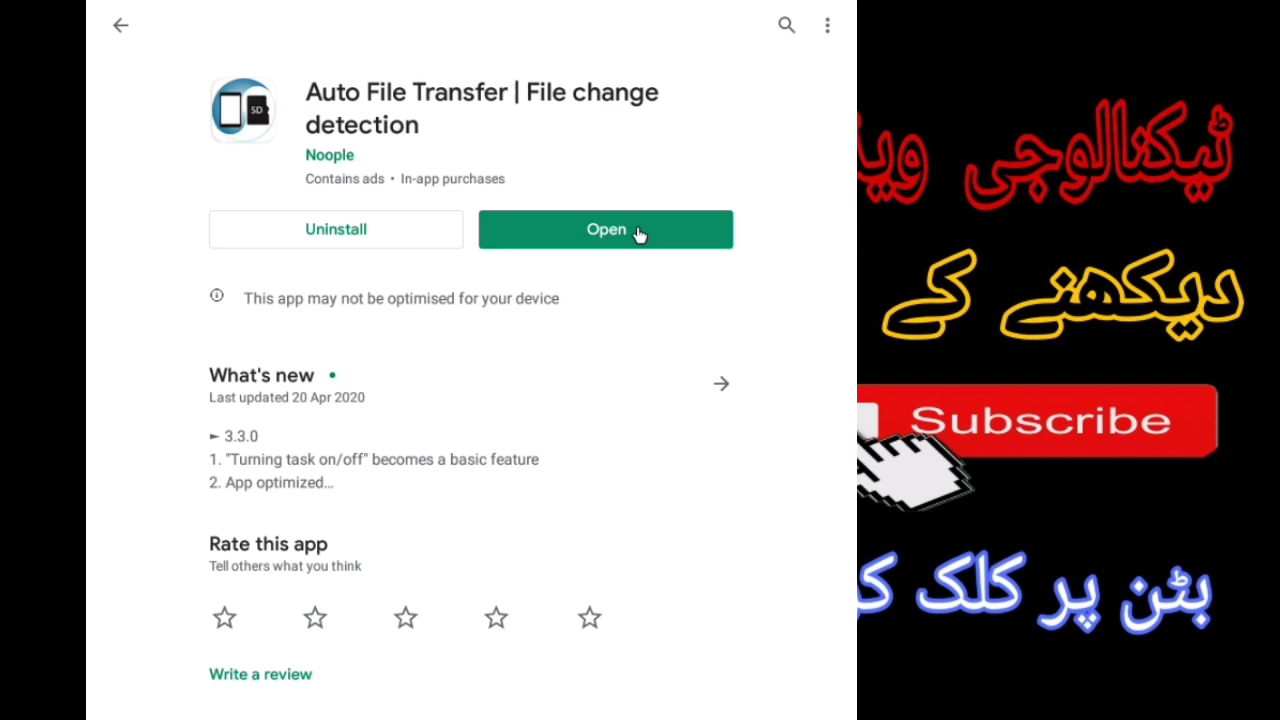 Auto File Transfer | File change
detection
Noople
Contains ads • In-app purchases
Uninstall
Open
This app may not be optimised for your device
What's new •
Last updated 20 Apr 2020
► 3.3.0
1. "Turning task on/off" becomes a basic feature
2. App optimized...
Rate this app
Tell others what you think
Write a review
SD
ٹیکنالوجی
دیکھنے کے
Subscribe
بٹن پر کلک